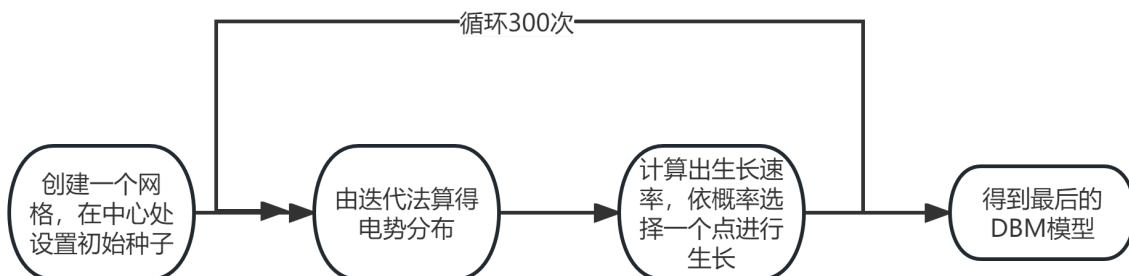 循环300次
创建一个网
格，在中心处
设置初始种子
由迭代法算得
电势分布
计算出生长速
率，依概率选
择一个点进行
生长
得到最后的
DBM模型